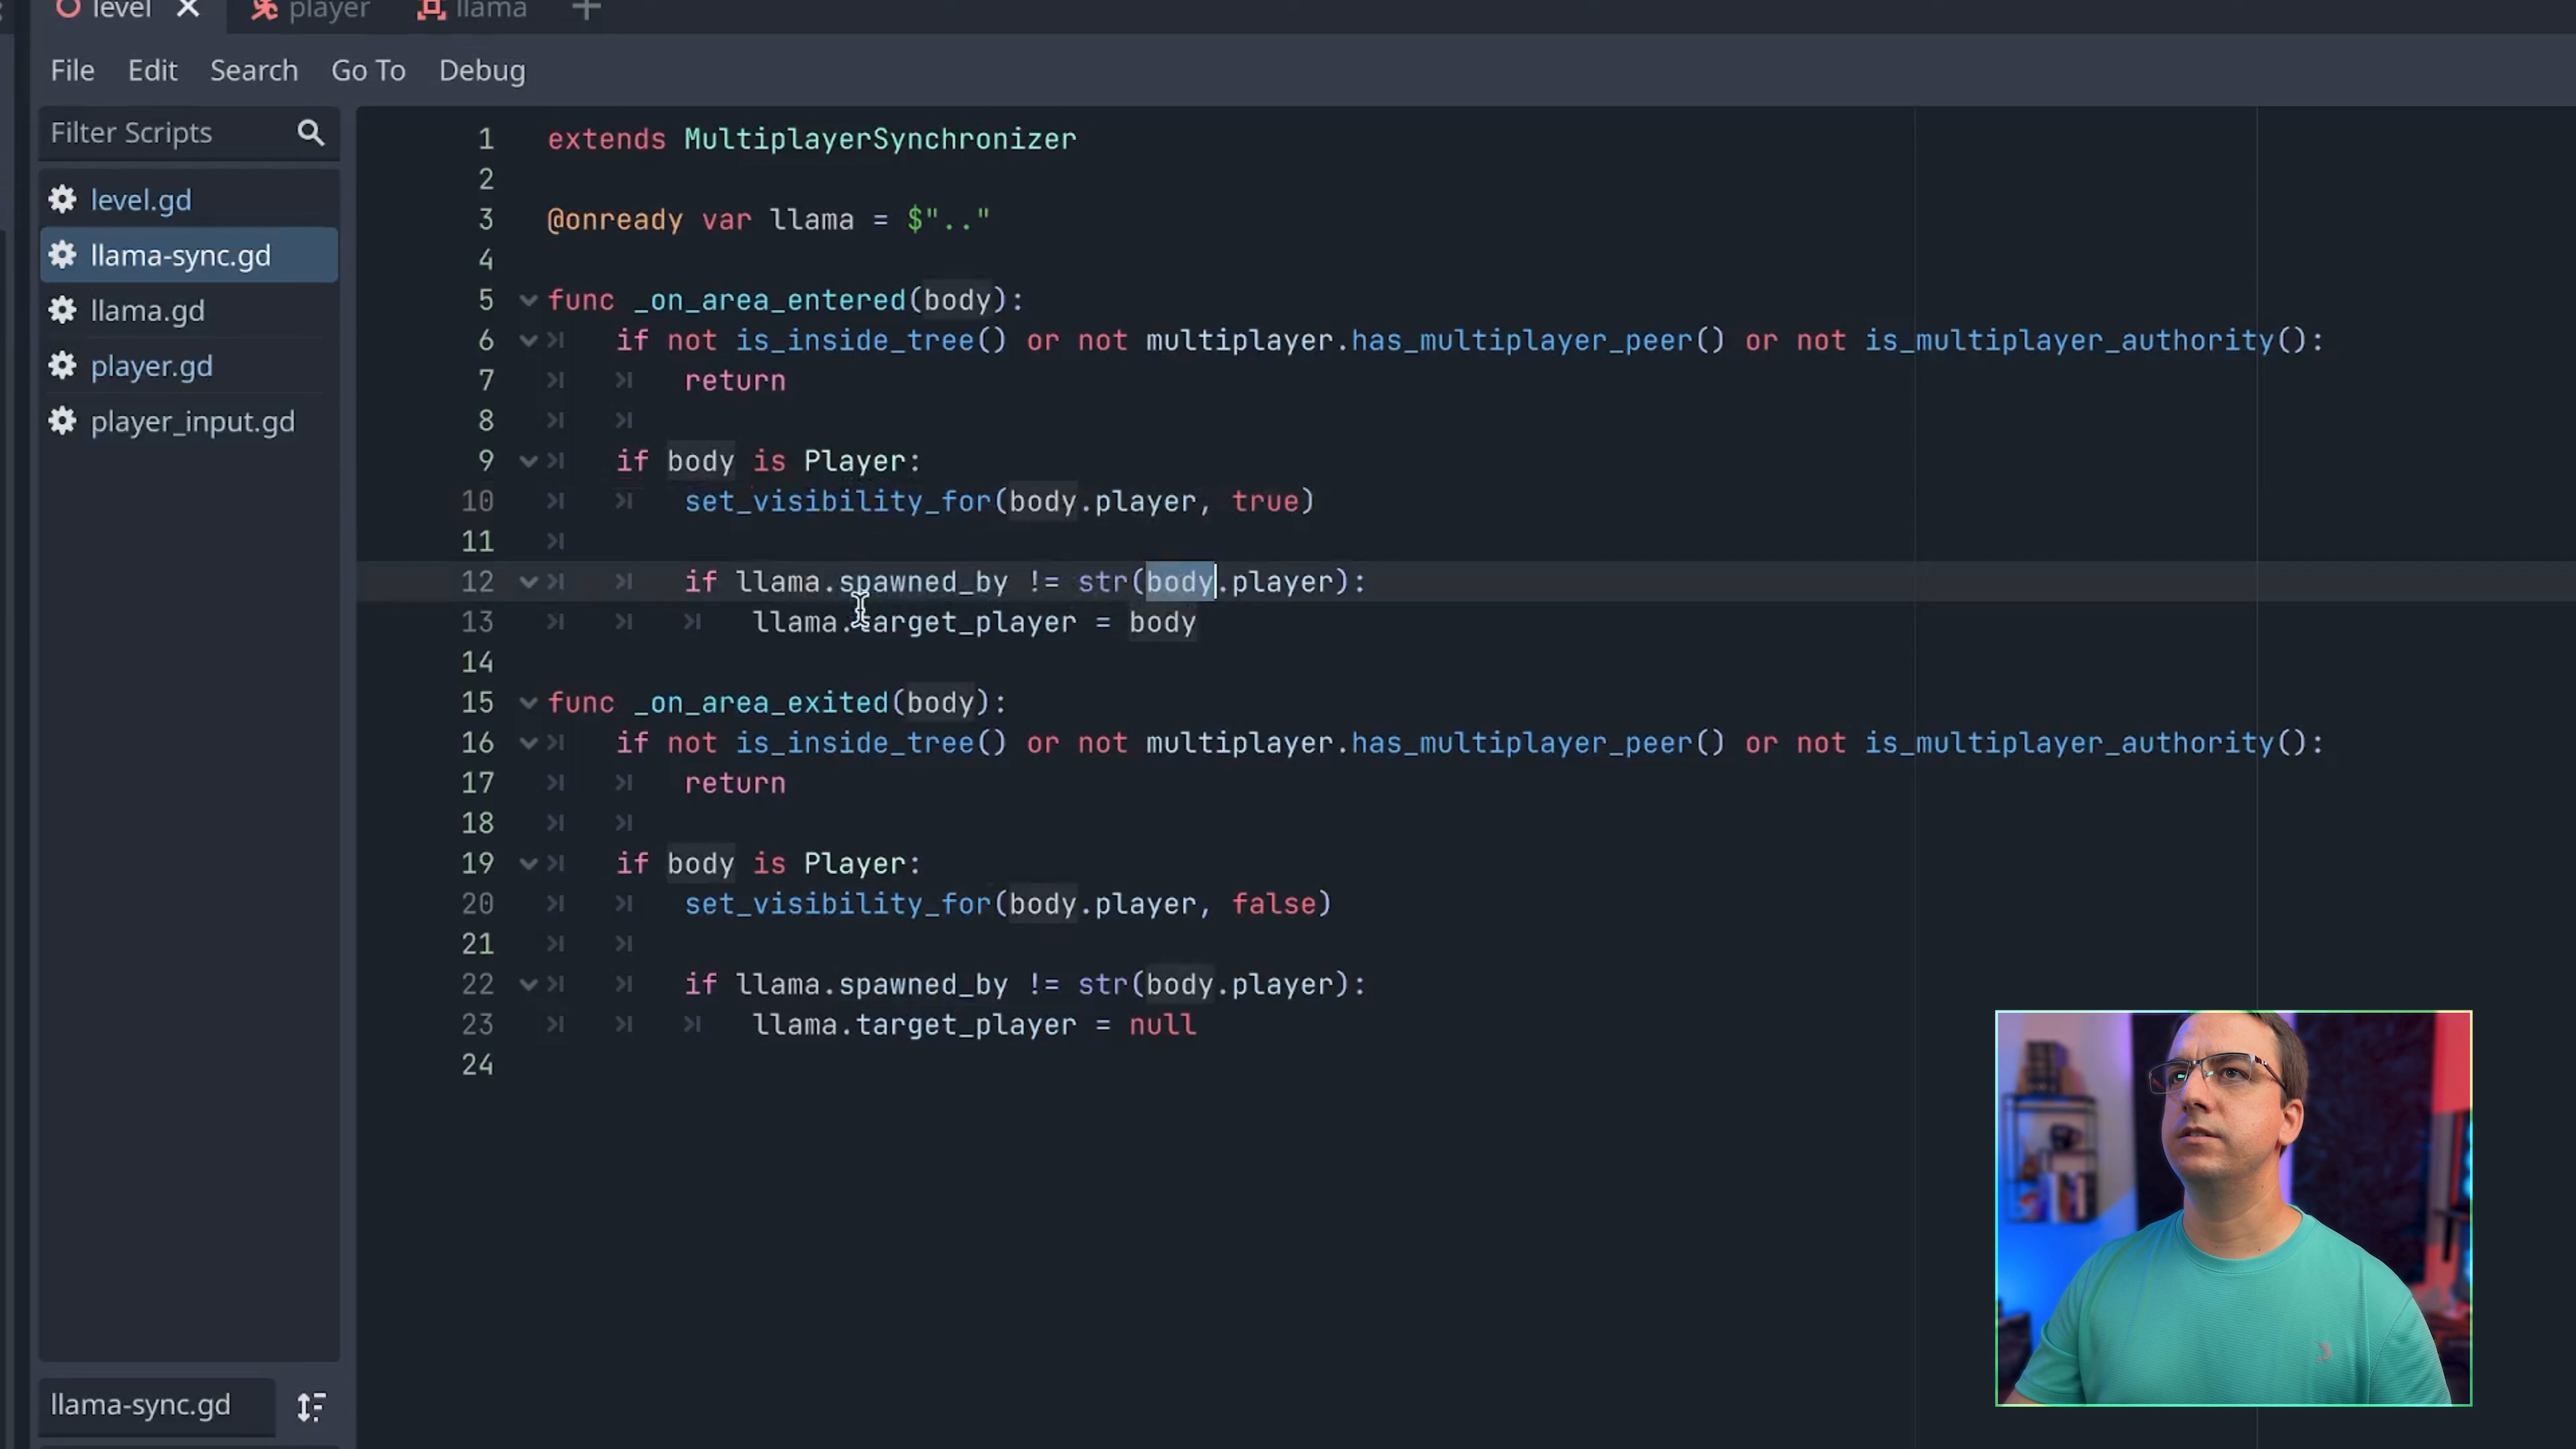 level player llama
File Edit Search Go To Debug
Filter Scripts
level.gd
llama-sync.gd
llama.gd
player.gd
player_input.gd
llama-sync.gd
1 extends MultiplayerSynchronizer
2
3 @onready var llama = $".."
4
5 func _on_area_entered(body):
6 if not is_inside_tree() or not multiplayer.has_multiplayer_peer() or not is_multiplayer_authority():
7 return
8
9 if body is Player:
10 set_visibility_for(body.player, true)
11
12 if llama.spawned_by != str(body.player):
13 llama.target_player = body
14
15 func _on_area_exited(body):
16 if not is_inside_tree() or not multiplayer.has_multiplayer_peer() or not is_multiplayer_authority():
17 return
18
19 if body is Player:
20 set_visibility_for(body.player, false)
21
22 if llama.spawned_by != str(body.player):
23 llama.target_player = null
24